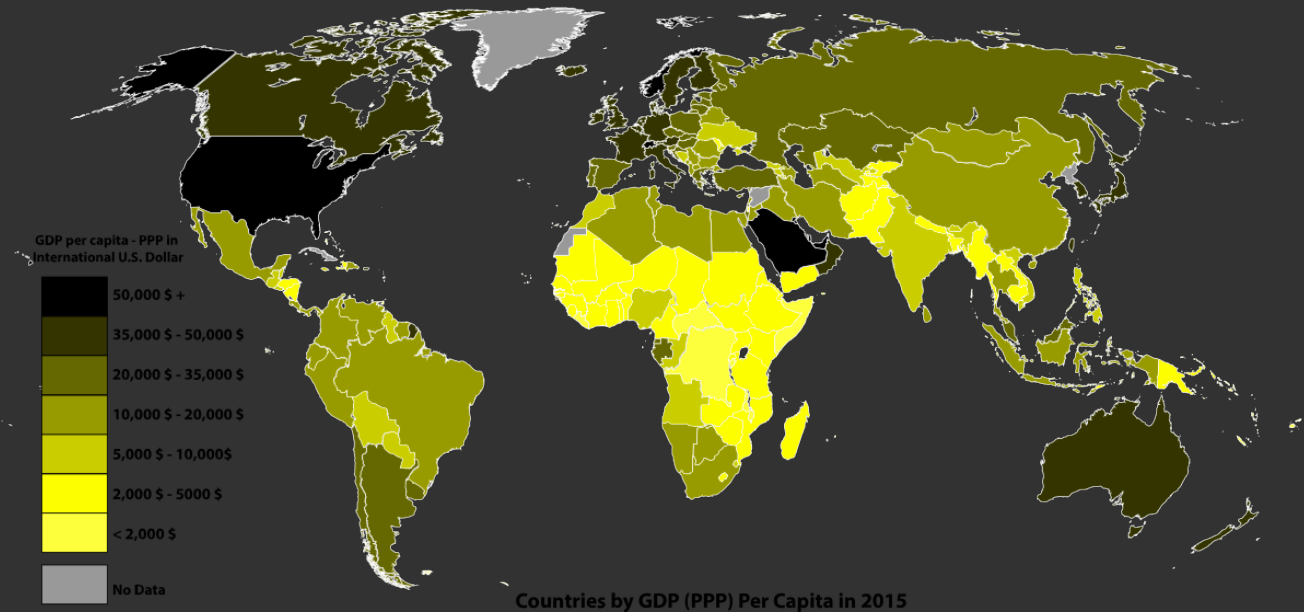 GDP per capita - PPP in
International U.S. Dollar
50,000 $ +
35,000 $ - 50,000 $
20,000 $ - 35,000 $
10,000 $ - 20,000 $
5,000 $ - 10,000$
2,000 $ - 5000 $
< 2,000 $
No Data
Countries by GDP (PPP) Per Capita in 2015